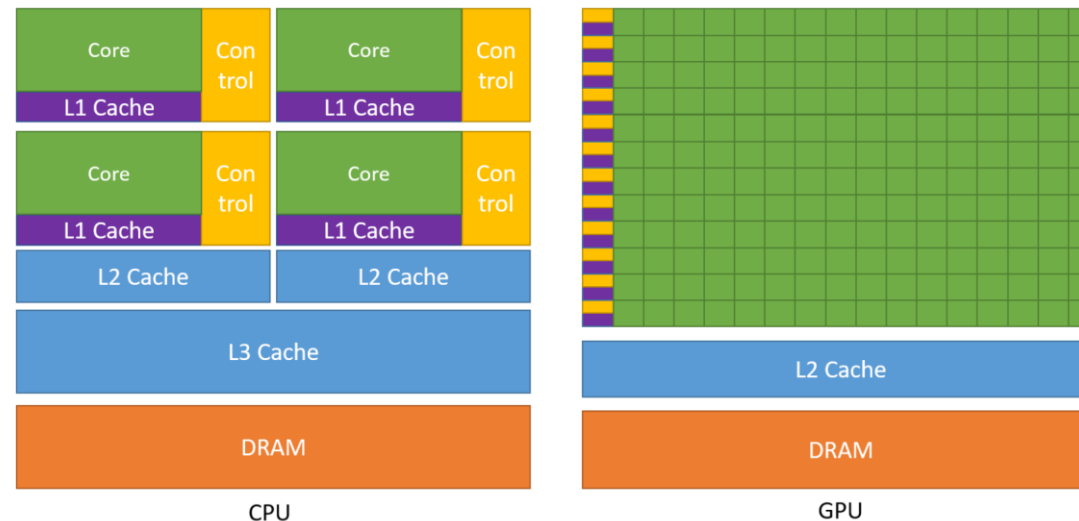 Core
Con
trol
L1 Cache
Core
Con
trol
L1 Cache
Core
Con
trol
L1 Cache
Core
Con
trol
L1 Cache
L2 Cache
L2 Cache
L3 Cache
DRAM
CPU
L2 Cache
DRAM
GPU